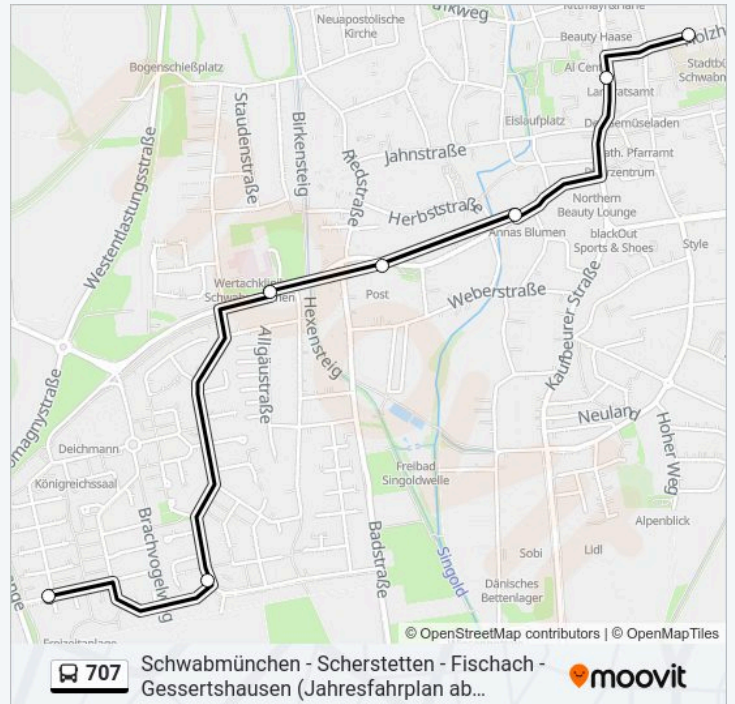 Neuapostolische
Kirche
Beauty Haase
Bogenschießplatz
Al Cen
Stadtbü
Schwabm
Staudenstraße
Birkensteig
Eislaufplatz
Riedstraße
Jahnstraße
Westentlastungsstraße
Herbststraße
Northern
Beauty Lounge
Annas Blumen
blackOut
Sports & Shoes
Style
Post
Weberstraße
Kaufbeurer Straße
Hexensteig
Allgäustraße
Neuland
Hoher Weg
Deichmann
Königreichssaal
Freibad
Singoldwelle
Brachvogelweg
Badstraße
Singold
Alpenblick
Sobi
Lidl
Dänisches
Bettenlager
© OpenStreetMap contributors | © OpenMapTiles
707
Schwabmünchen - Scherstetten - Fischach -
Gessertshausen (Jahresfahrplan ab...
moovit